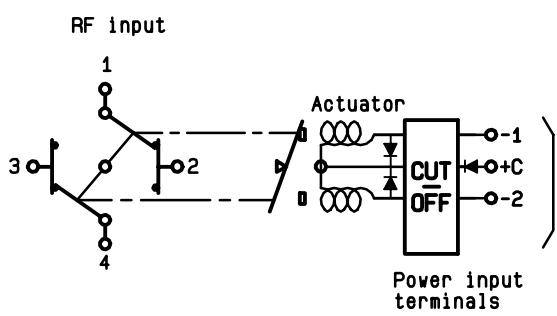 RF input
1
Actuator
-1
3
2
CUT
+C
OFF
-2
4
Power input
terminals